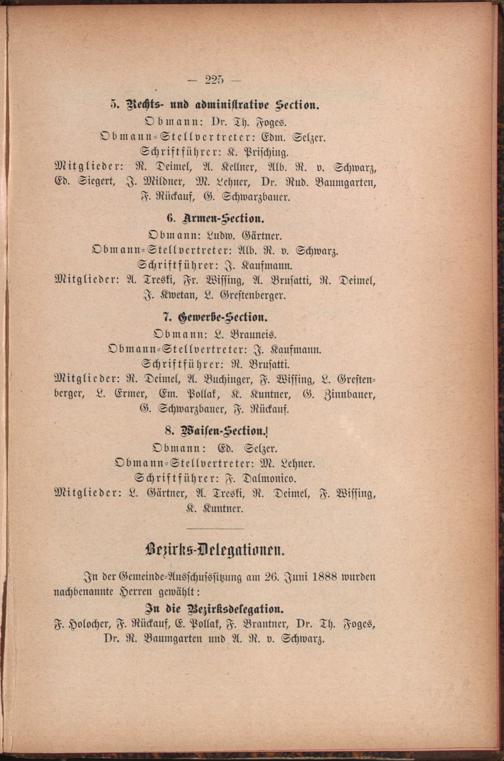 — 225 —
5. Rechts- und administrative Section.
Obmann: Dr. Th. Foges.
Obmann-Stellvertreter: Edm. Selzer.
Schriftführer: K. Prisching.
Mitglieder: R. Deimel, A. Kellner, Alb. R. v. Schwarz,
Ed. Siegert, J. Mildner, M. Lehner, Dr. Rud. Baumgarten,
F. Rückauf, G. Schwarzbauer.
6. Armen-Section.
Obmann: Ludw. Gärtner.
Obmann-Stellvertreter: Alb. R. v. Schwarz.
Schriftführer: J. Kaufmann.
Mitglieder: A. Treski, Fr. Wissing, A. Brusatti, R. Deimel,
J. Kwetan, L. Grestenberger.
7. Gewerbe-Section.
Obmann: L. Brauneis.
Obmann-Stellvertreter: J. Kaufmann.
Schriftführer: R. Brusatti.
Mitglieder: R. Deimel, A. Buchinger, F. Wissing, L. Gresten-
berger, L. Ermer, Em. Pollak, K. Kuntner, G. Zinnbauer,
G. Schwarzbauer, F. Rückauf.
8. Waisen-Section.
Obmann: Ed. Selzer.
Obmann-Stellvertreter: M. Lehner.
Schriftführer: F. Dalmonico.
Mitglieder: L. Gärtner, A. Treski, R. Deimel, F. Wissing,
K. Kuntner.
Bezirks-Delegationen.
In der Gemeinde-Ausschusssitzung am 26. Juni 1888 wurden
nachbenannte Herren gewählt:
In die Bezirksdelegation.
F. Holocher, F. Rückauf, E. Pollak, F. Brantner, Dr. Th. Foges,
Dr. R. Baumgarten und A. R. v. Schwarz.